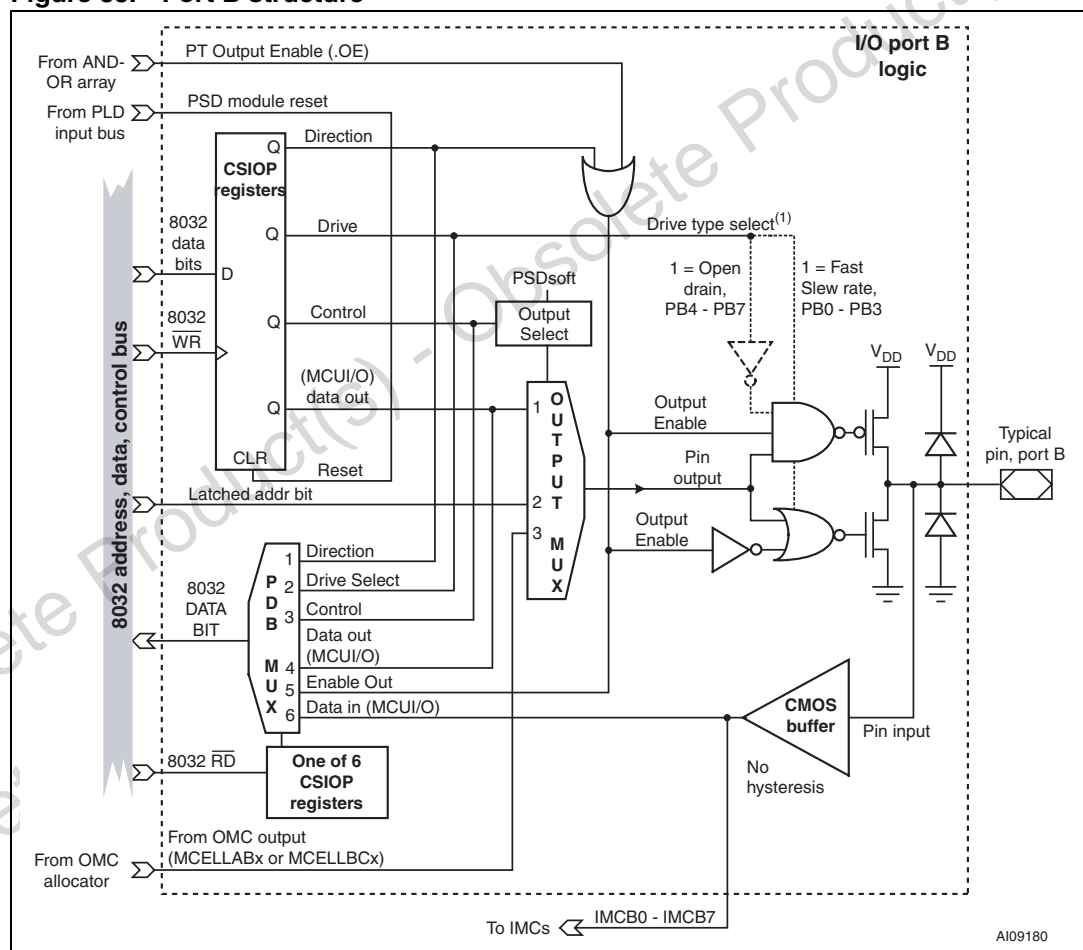 Figure 35. Port B structure
I/O port B
logic
From AND-
OR array
PT Output Enable (.OE)
From PLD
input bus
PSD module reset
CSIOP
registers
Q
Direction
Q
Drive
Drive type select(1)
8032
data
bits
D
1 = Open
drain,
PB4 - PB7
1 = Fast
Slew rate,
PB0 - PB3
PSDsoft
Output
Select
Q
Control
8032
WR
(MCUI/O)
data out
Q
CLR
Reset
Latched addr bit
1
2
3
OUTPUT MUX
Output
Enable
Pin
output
Output
Enable
VDD
VDD
Typical
pin, port B
8032 address, data, control bus
8032
DATA
BIT
PDB MUX
1 Direction
2 Drive Select
3 Control
Data out
4 (MCUI/O)
5 Enable Out
6 Data in (MCUI/O)
CMOS
buffer
Pin input
No
hysteresis
8032 RD
One of 6
CSIOP
registers
From OMC
allocator
From OMC output
(MCELLABx or MCELLBCx)
To IMCs
IMCB0 - IMCB7
AI09180
Obsolete Product(s) - Obsolete Product(s)